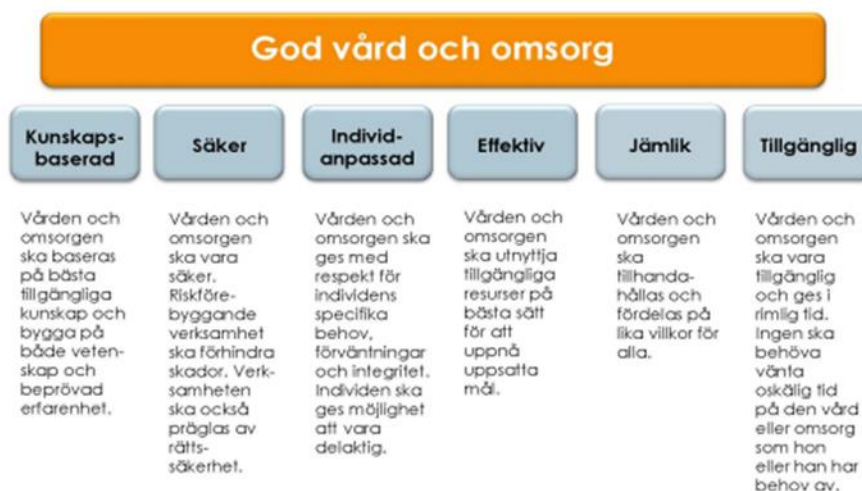 God vård och omsorg
Kunskaps-
baserad
Säker
Individ-
anpassad
Effektiv
Jämlik
Tillgänglig
Vården och
omsorgen
ska baseras
på bästa
tillgängliga
kunskap och
bygga på
både veten-
skap och
beprövad
erfarenhet.
Vården och
omsorgen
ska vara
säker.
Riskföre-
byggande
verksamhet
ska förhindra
skador. Verk-
samheten
ska också
präglas av
rätts-
säkerhet.
Vården och
omsorgen ska
ges med
respekt för
individens
specifika
behov,
förväntningar
och integritet.
Individen ska
ges möjlighet
att vara
delaktig.
Vården och
omsorgen
ska utnyttja
tillgängliga
resurser på
bästa sätt
för att
uppnå
uppsatta
mål.
Vården och
omsorgen
ska
tillhanda-
hållas och
fördelas på
lika villkor för
alla.
Vården och
omsorgen
ska vara
tillgänglig
och ges i
rimlig tid.
Ingen ska
behöva
vänta
oskälig tid
på den vård
eller omsorg
som hon
eller han har
behov av.